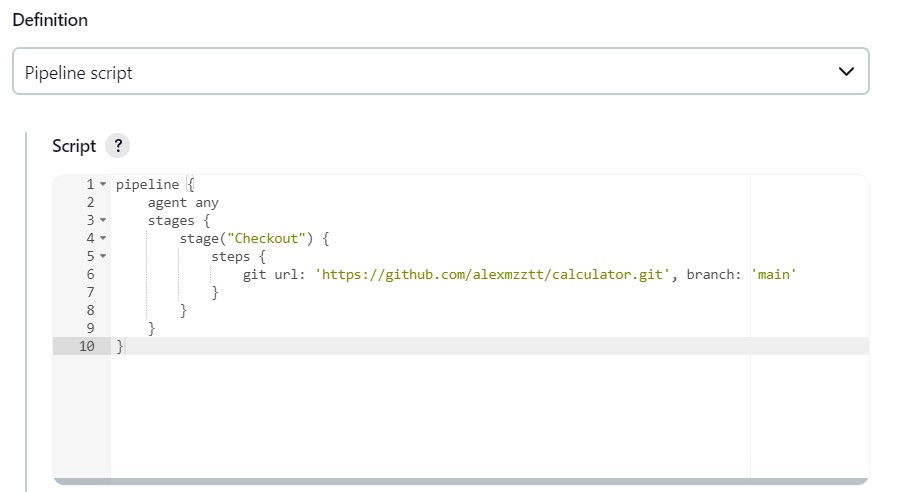 Definition
Pipeline script
Script ?
1 pipeline {
2     agent any
3     stages {
4         stage("Checkout") {
5             steps {
6                 git url: 'https://github.com/alexmzztt/calculator.git', branch: 'main'
7             }
8         }
9     }
10 }